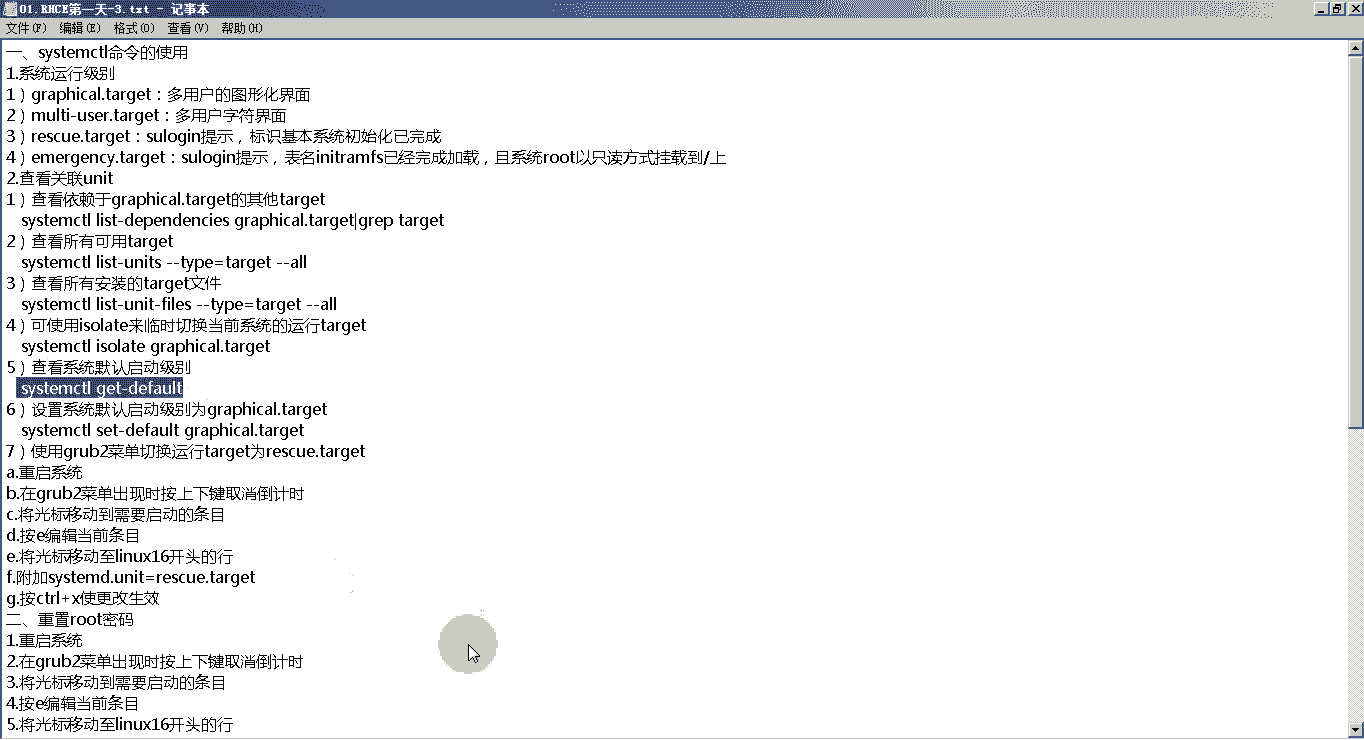 01.RHCE第一天-3.txt - 记事本
文件(F) 编辑(E) 格式(O) 查看(V) 帮助(H)
一、systemctl命令的使用
1.系统运行级别
1）graphical.target：多用户的图形化界面
2）multi-user.target：多用户字符界面
3）rescue.target：sulogin提示，标识基本系统初始化已完成
4）emergency.target：sulogin提示，表名initramfs已经完成加载，且系统root以只读方式挂载到/上
2.查看关联unit
1）查看依赖于graphical.target的其他target
systemctl list-dependencies graphical.target|grep target
2）查看所有可用target
systemctl list-units --type=target --all
3）查看所有安装的target文件
systemctl list-unit-files --type=target --all
4）可使用isolate来临时切换当前系统的运行target
systemctl isolate graphical.target
5）查看系统默认启动级别
systemctl get-default
6）设置系统默认启动级别为graphical.target
systemctl set-default graphical.target
7）使用grub2菜单切换运行target为rescue.target
a.重启系统
b.在grub2菜单出现时按上下键取消倒计时
c.将光标移动到需要启动的条目
d.按e编辑当前条目
e.将光标移动至linux16开头的行
f.附加systemd.unit=rescue.target
g.按ctrl+x使更改生效
二、重置root密码
1.重启系统
2.在grub2菜单出现时按上下键取消倒计时
3.将光标移动到需要启动的条目
4.按e编辑当前条目
5.将光标移动至linux16开头的行